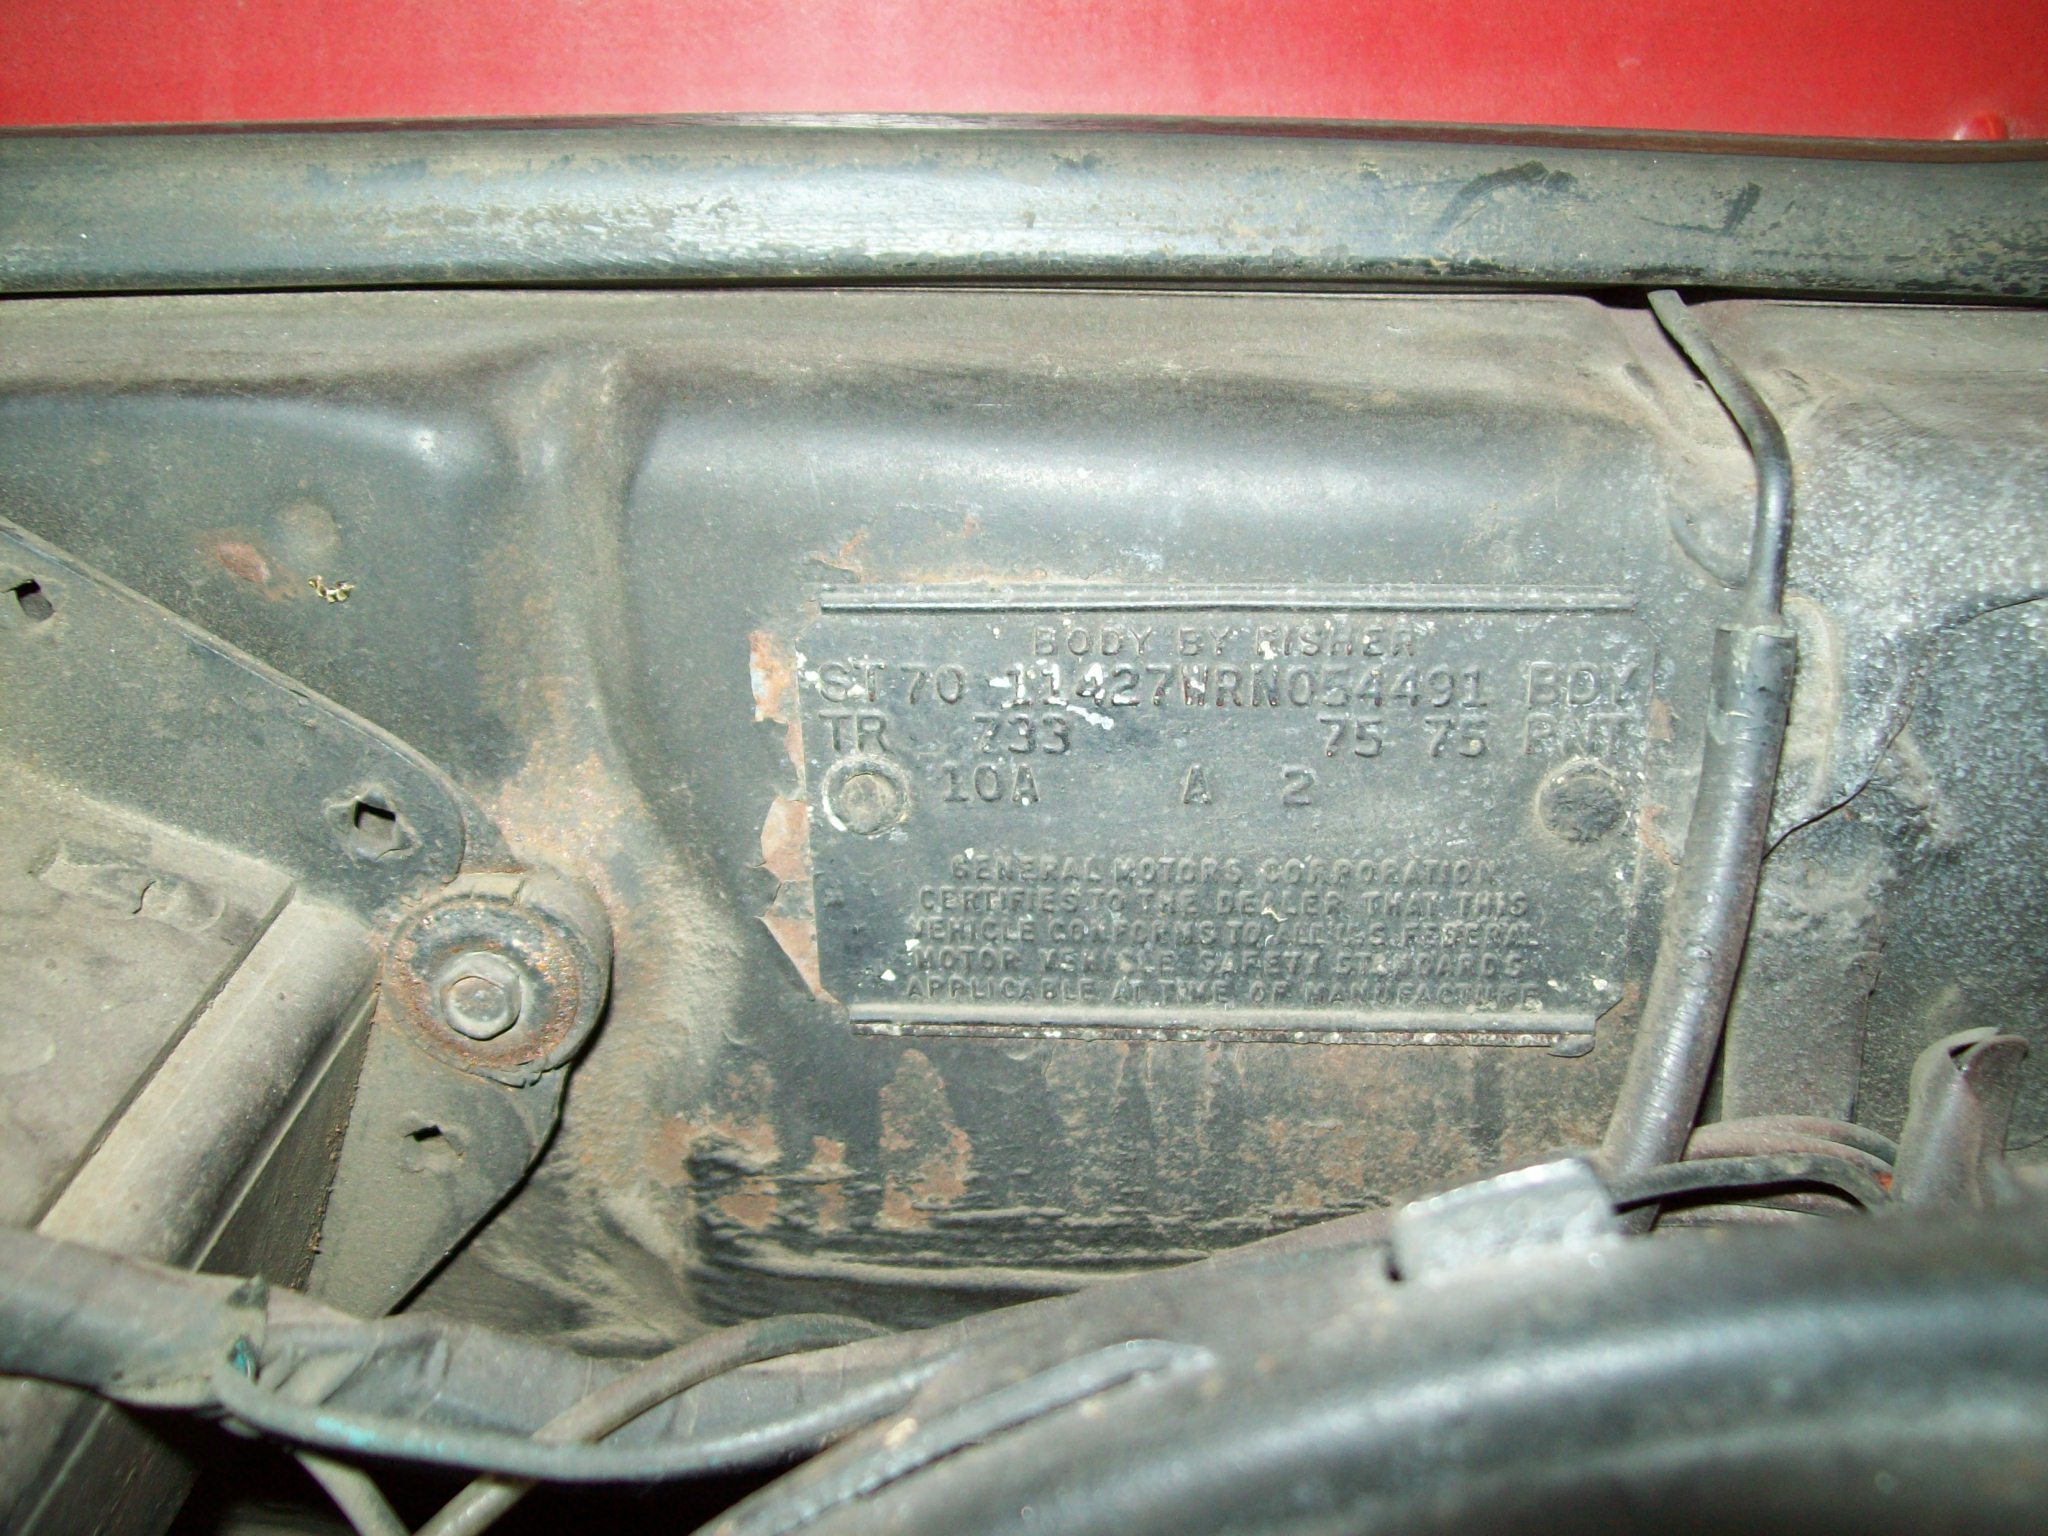 BODY BY FISHER
ST 70 11427WRN054491 BDY
TR 733 75 75 PNT
10A A 2
GENERAL MOTORS CORPORATION
CERTIFIES TO THE DEALER THAT THIS
VEHICLE CONFORMS TO ALL U.S. FEDERAL
MOTOR VEHICLE SAFETY STANDARDS
APPLICABLE AT TIME OF MANUFACTURE